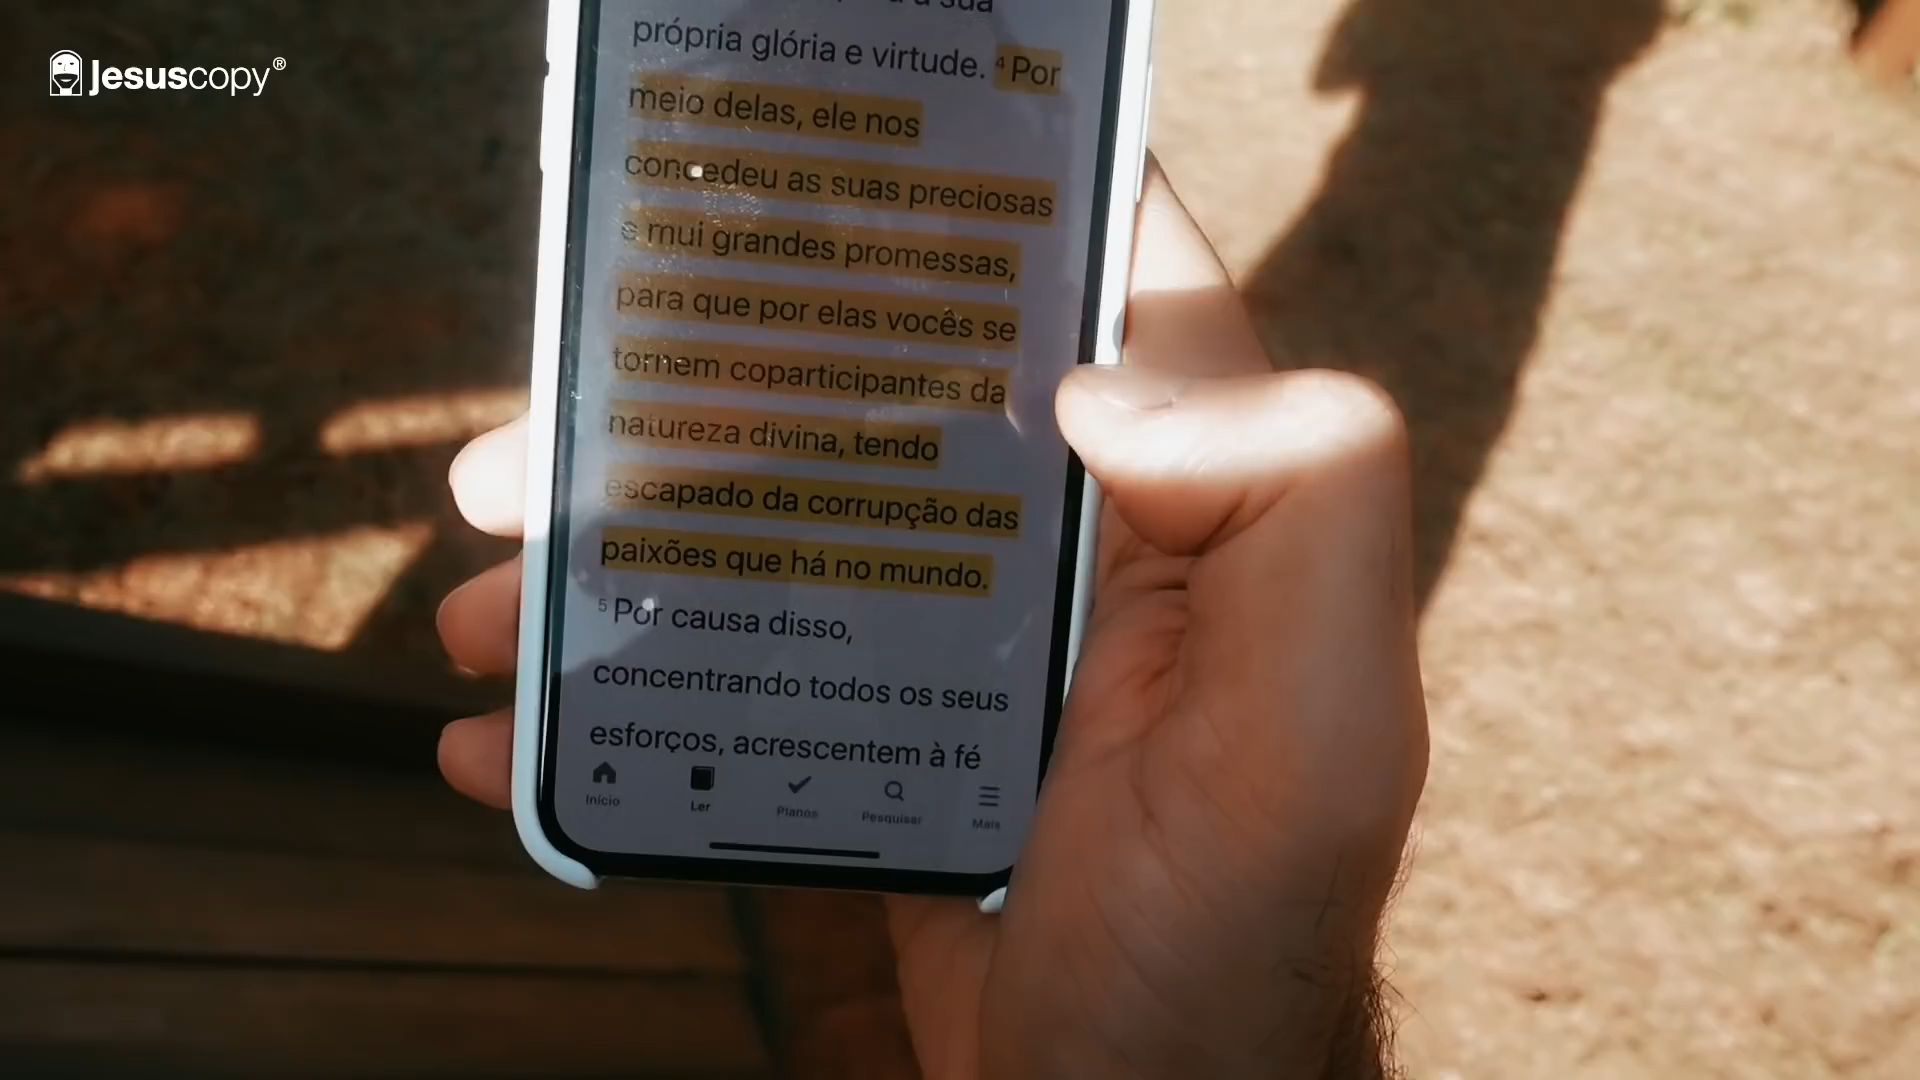 Jesuscopy®
sua
própria glória e virtude. ⁴ Por
meio delas, ele nos
concedeu as suas preciosas
e mui grandes promessas,
para que por elas vocês se
tornem coparticipantes da
natureza divina, tendo
escapado da corrupção das
paixões que há no mundo.
⁵ Por causa disso,
concentrando todos os seus
esforços, acrescentem à fé
Início Ler Planos Pesquisar Mais